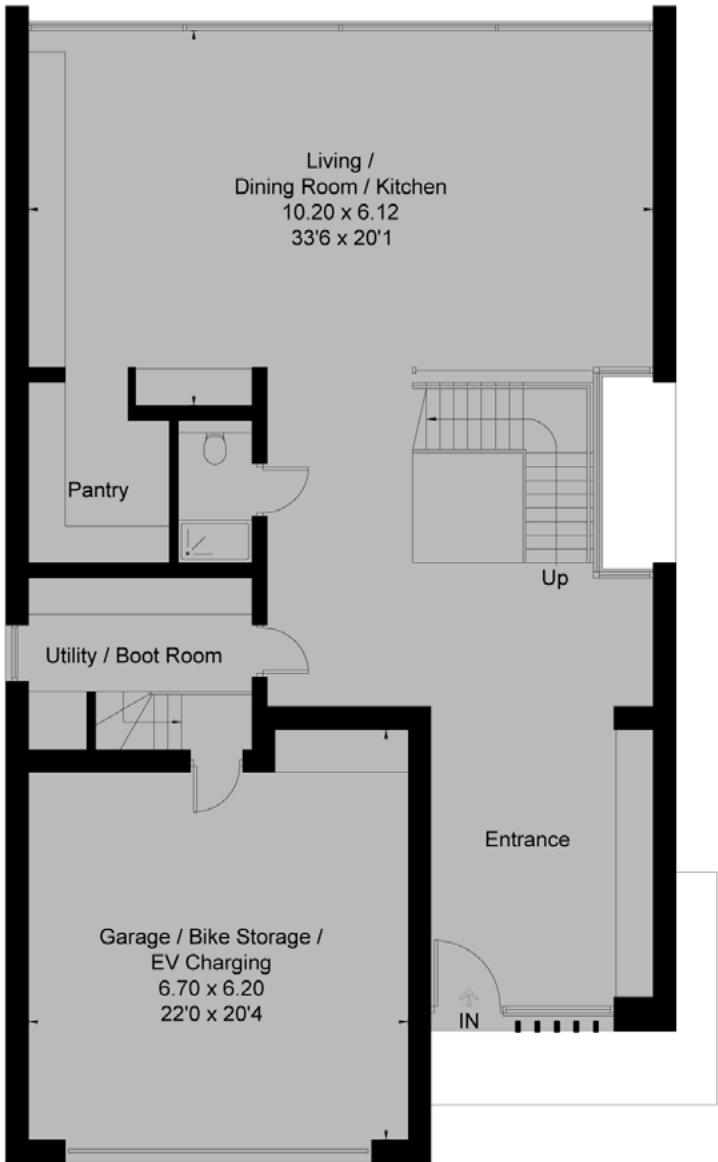 Living /
Dining Room / Kitchen
10.20 x 6.12
33'6 x 20'1
Pantry
Up
Utility / Boot Room
Entrance
Garage / Bike Storage /
EV Charging
6.70 x 6.20
22'0 x 20'4
IN